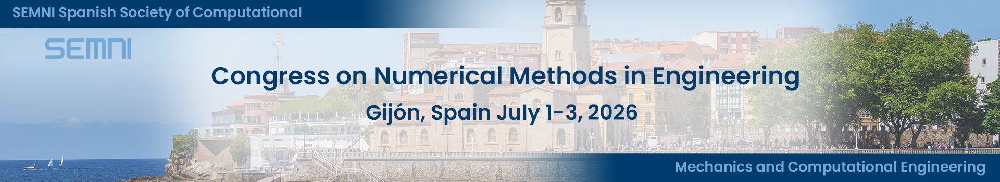 SEMNI Spanish Society of Computational
SEMNI
Congress on Numerical Methods in Engineering
Gijón, Spain July 1-3, 2026
Mechanics and Computational Engineering